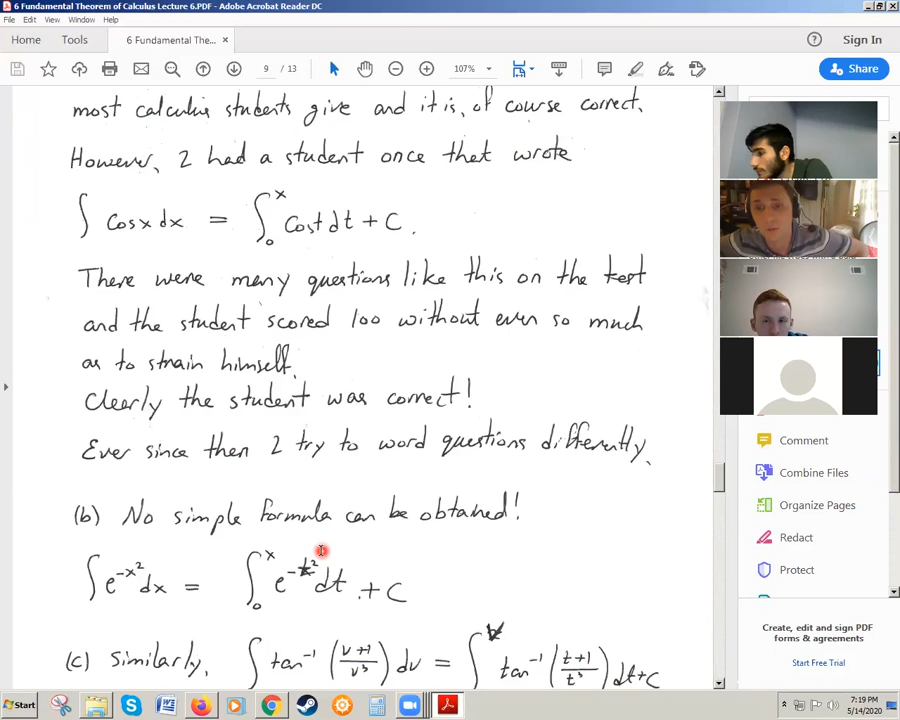 6 Fundamental Theorem of Calculus Lecture 6.PDF - Adobe Acrobat Reader DC
File Edit View Window Help
Home Tools 6 Fundamental The... × Sign In
9 / 13 107% Share
most calculus students give and it is, of course correct.
However, I had a student once that wrote
∫ cosx dx = ∫₀ˣ cost dt + C.
There were many questions like this on the test
and the student scored 100 without even so much
as to strain himself.
Clearly the student was correct!
Ever since then I try to word questions differently.
(b) No simple formula can be obtained!
∫ e^{-x²} dx = ∫₀ˣ e^{-t²} dt + C
(c) Similarly, ∫ tan⁻¹ (v+1/v³) dv = ∫ tan⁻¹ (t+1/t³) dt + C
Comment
Combine Files
Organize Pages
Redact
Protect
Create, edit and sign PDF
forms & agreements
Start Free Trial
Start
7:19 PM
5/14/2020